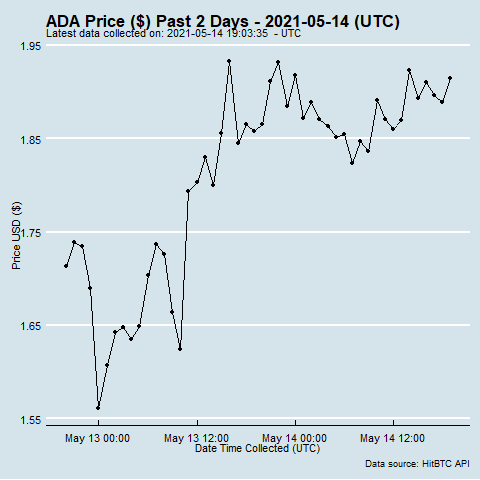 ADA Price ($) Past 2 Days - 2021-05-14 (UTC)
Latest data collected on: 2021-05-14 19:03:35 - UTC
1.95
1.85
1.75
1.65
1.55
Price USD ($)
May 13 00:00
May 13 12:00
May 14 00:00
May 14 12:00
Date Time Collected (UTC)
Data source: HitBTC API